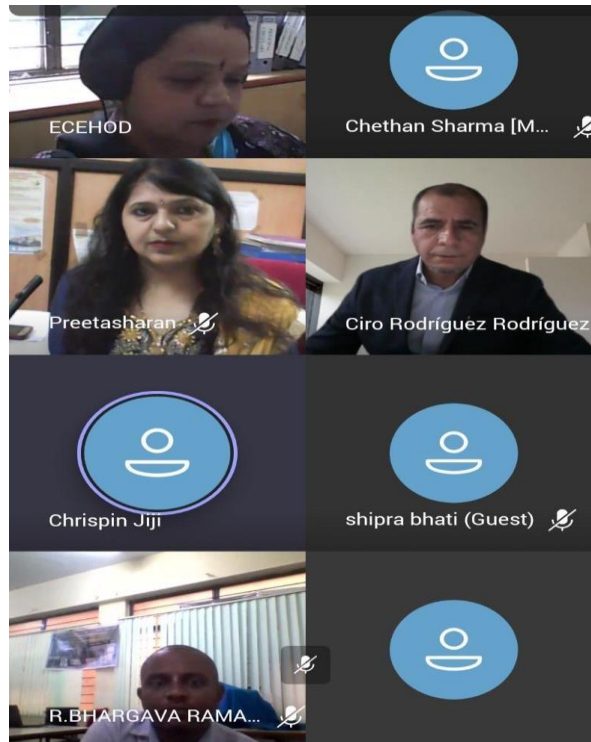 ECEHOD
Chethan Sharma [M...
Preetasharan
Ciro Rodríguez Rodríguez
Chrispin Jiji
shipra bhati (Guest)
R.BHARGAVA RAMA...